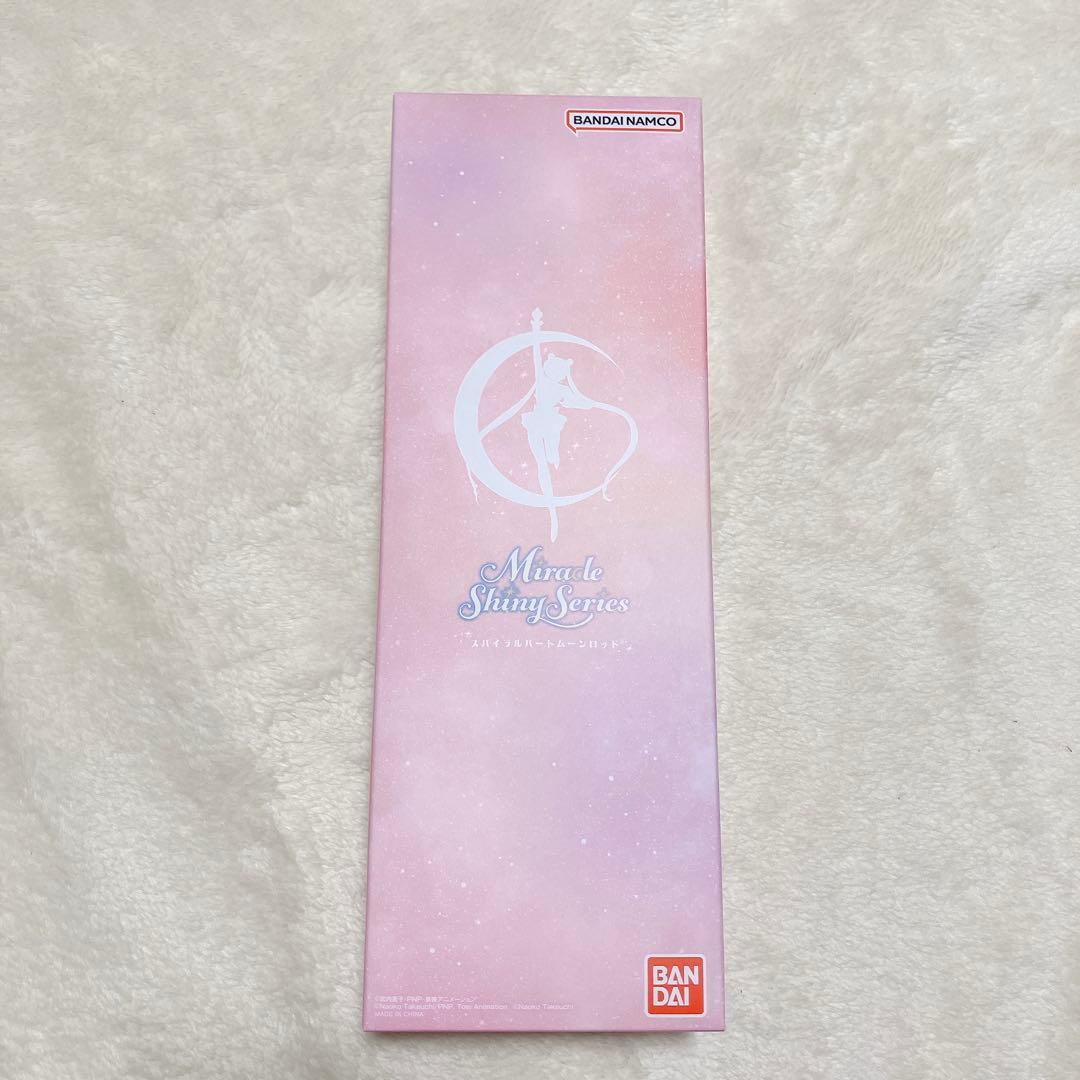 BANDAI NAMCO
Miracle
Shiny Series
スパイラルハートムーンロッド
©武内直子・PNP・東映アニメーション
©Naoko Takeuchi/PNP, Toei Animation ©Naoko Takeuchi
MADE IN CHINA
BAN
DAI